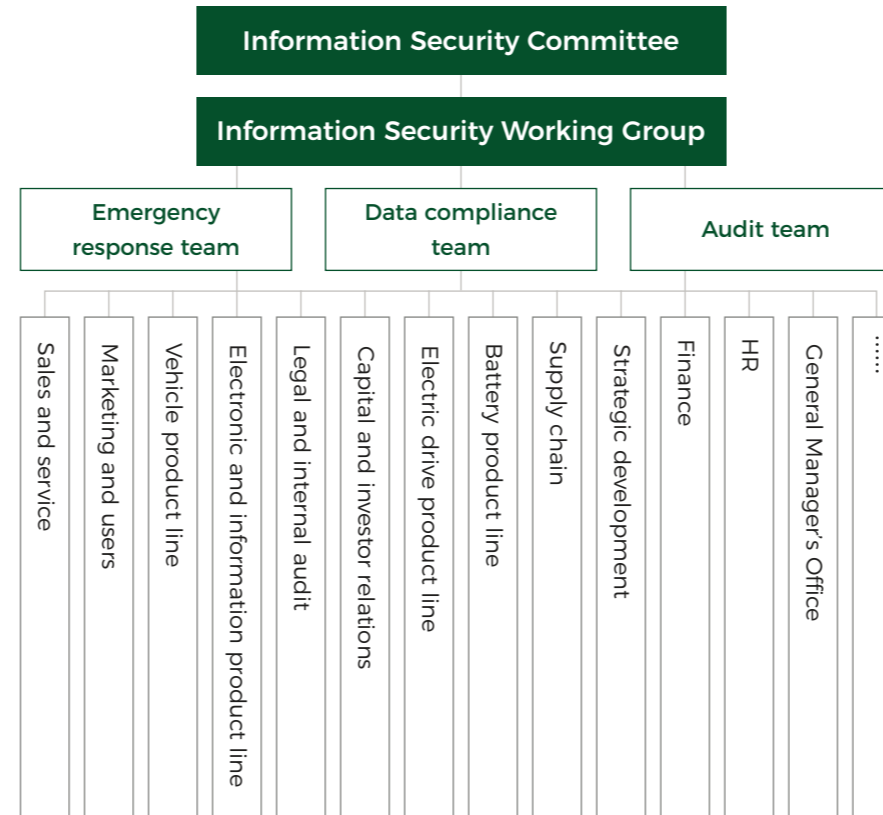 Information Security Committee
Information Security Working Group
Emergency
response team
Data compliance
team
Audit team
Sales and service
Marketing and users
Vehicle product line
Electronic and information product line
Legal and internal audit
Capital and investor relations
Electric drive product line
Battery product line
Supply chain
Strategic development
Finance
HR
General Manager’s Office
......